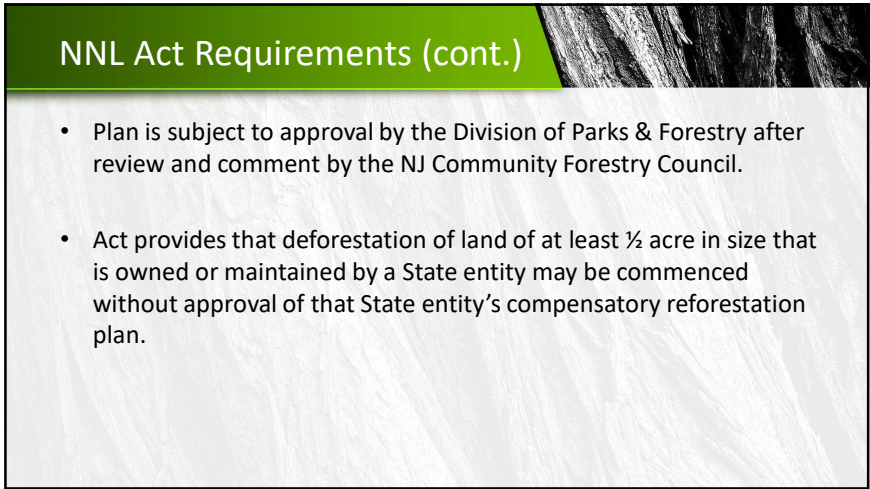 NNL Act Requirements (cont.)
• Plan is subject to approval by the Division of Parks & Forestry after
review and comment by the NJ Community Forestry Council.
• Act provides that deforestation of land of at least ½ acre in size that
is owned or maintained by a State entity may be commenced
without approval of that State entity’s compensatory reforestation
plan.